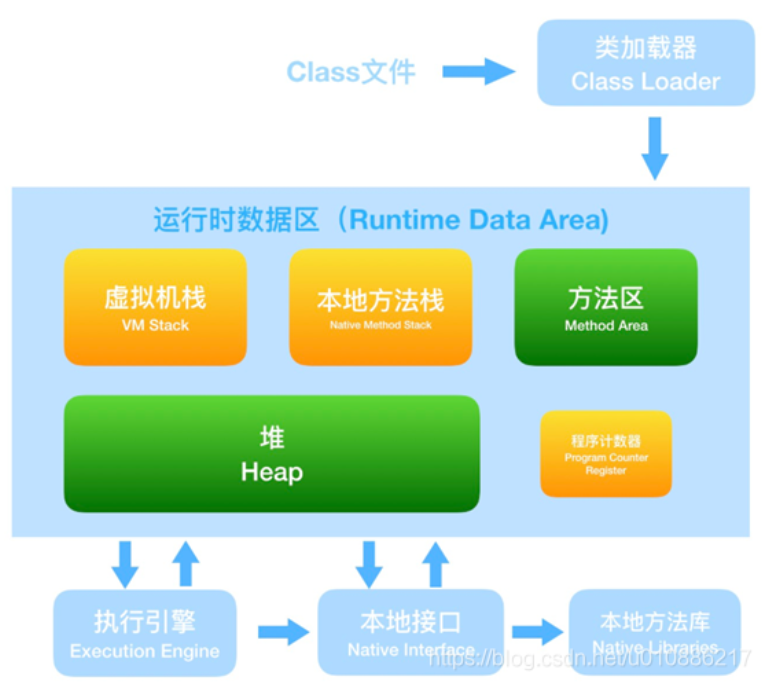 Class文件
类加载器
Class Loader
运行时数据区（Runtime Data Area)
虚拟机栈
VM Stack
本地方法栈
Native Method Stack
方法区
Method Area
堆
Heap
程序计数器
Program Counter
Register
执行引擎
Execution Engine
本地接口
Native Interface
本地方法库
Native Libraries
https://blog.csdn.net/u010886217